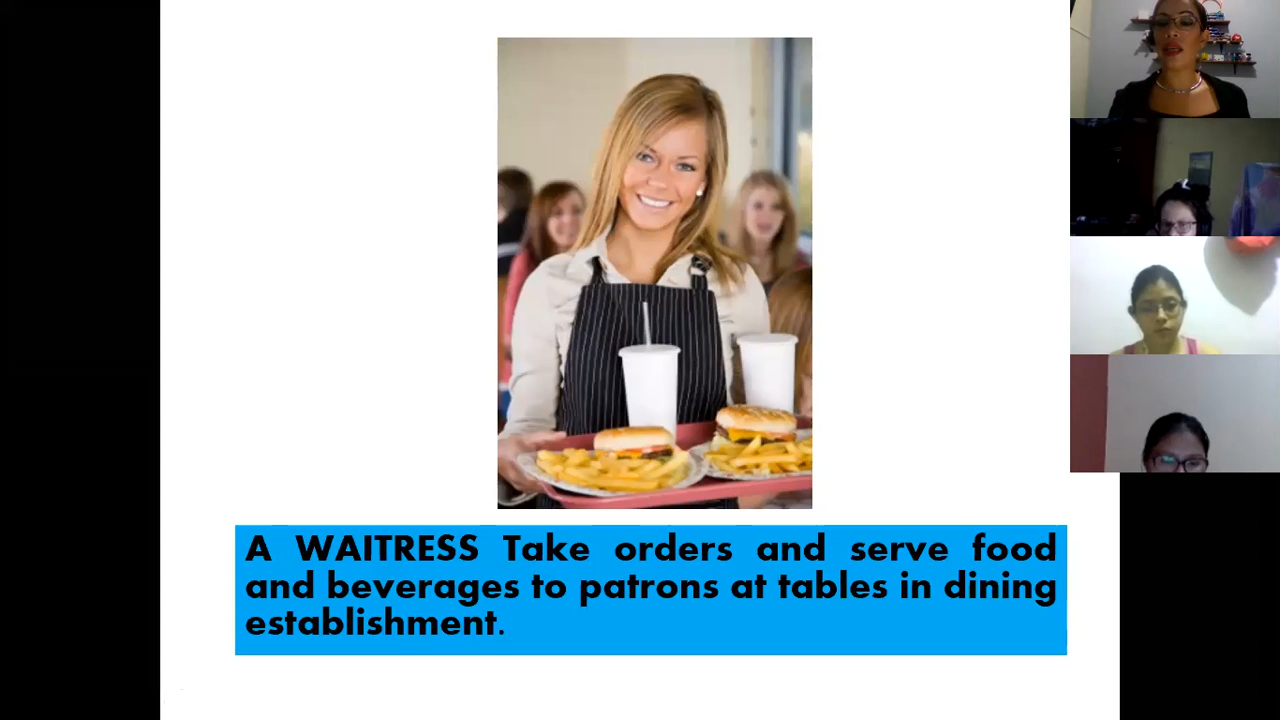 A WAITRESS Take orders and serve food
and beverages to patrons at tables in dining
establishment.